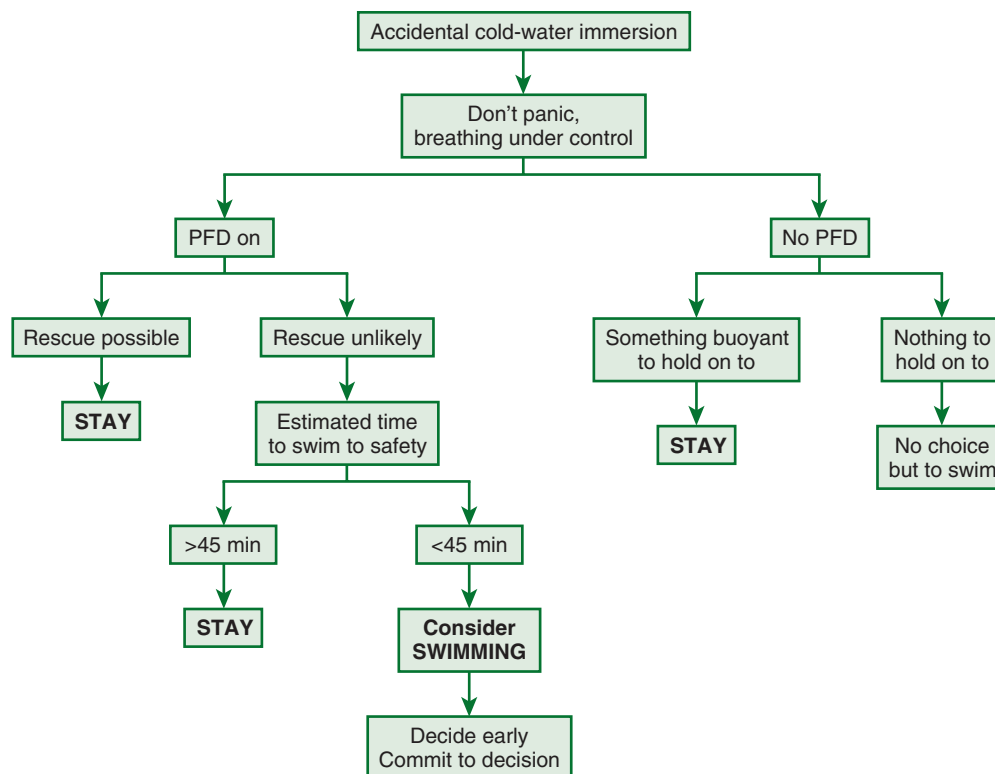 Accidental cold-water immersion
Don't panic,
breathing under control
PFD on
No PFD
Rescue possible
Rescue unlikely
Something buoyant
to hold on to
Nothing to
hold on to
STAY
Estimated time
to swim to safety
STAY
No choice
but to swim
>45 min
<45 min
STAY
Consider
SWIMMING
Decide early
Commit to decision